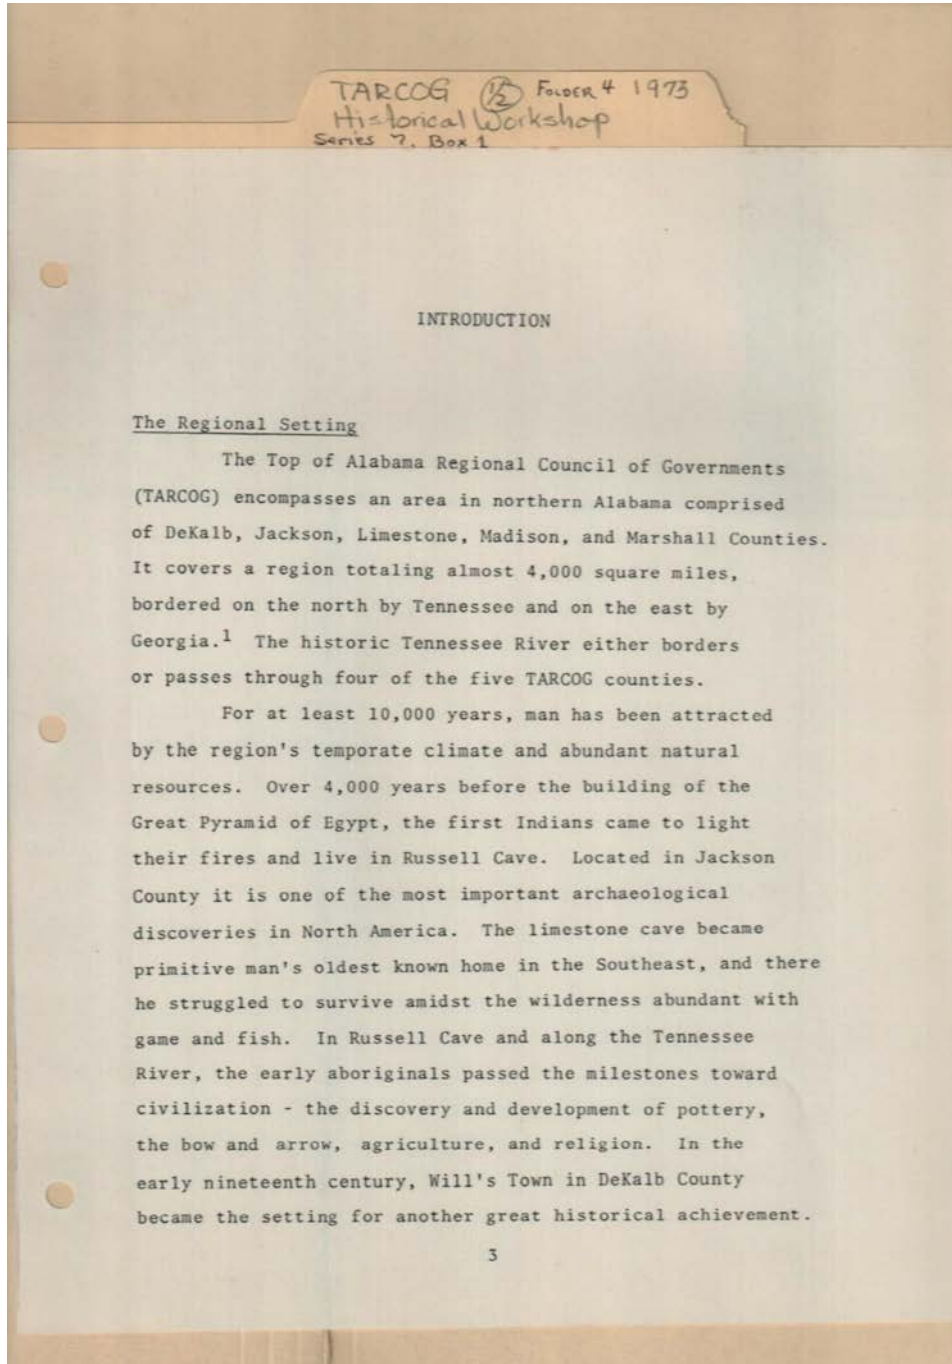 TARCOG 1/2 FOLDER 4 1973
Historical Workshop
Series 7, Box 1
INTRODUCTION
The Regional Setting
The Top of Alabama Regional Council of Governments
(TARCOG) encompasses an area in northern Alabama comprised
of DeKalb, Jackson, Limestone, Madison, and Marshall Counties.
It covers a region totaling almost 4,000 square miles,
bordered on the north by Tennessee and on the east by
Georgia.1 The historic Tennessee River either borders
or passes through four of the five TARCOG counties.
For at least 10,000 years, man has been attracted
by the region's temporate climate and abundant natural
resources. Over 4,000 years before the building of the
Great Pyramid of Egypt, the first Indians came to light
their fires and live in Russell Cave. Located in Jackson
County it is one of the most important archaeological
discoveries in North America. The limestone cave became
primitive man's oldest known home in the Southeast, and there
he struggled to survive amidst the wilderness abundant with
game and fish. In Russell Cave and along the Tennessee
River, the early aboriginals passed the milestones toward
civilization - the discovery and development of pottery,
the bow and arrow, agriculture, and religion. In the
early nineteenth century, Will's Town in DeKalb County
became the setting for another great historical achievement.
3